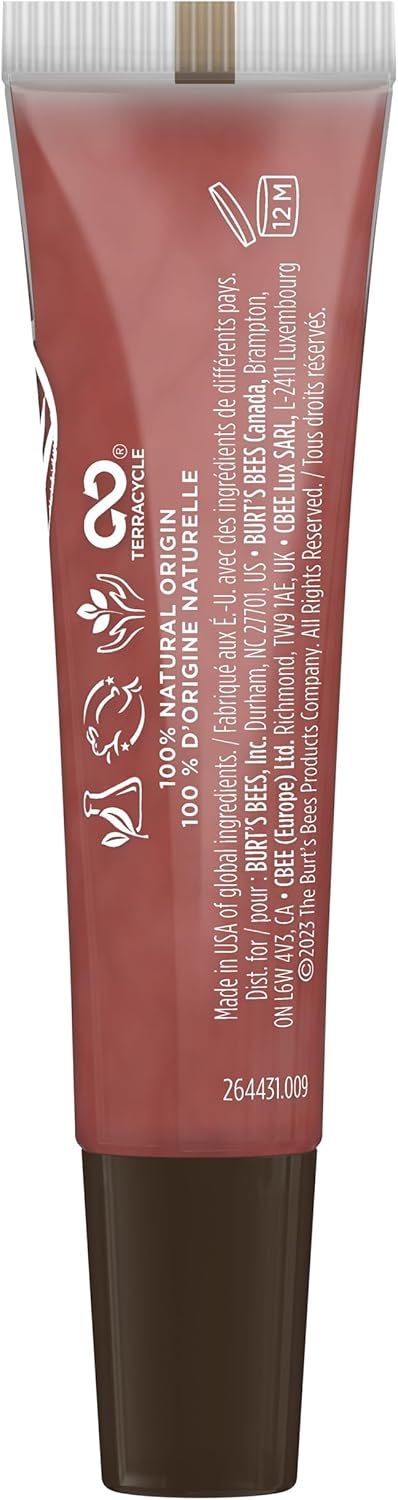 12 M
TERRACYCLE®
100% NATURAL ORIGIN
100 % D'ORIGINE NATURELLE
Made in USA of global ingredients. / Fabriqué aux É.-U. avec des ingrédients de différents pays.
Dist. for / pour : BURT'S BEES, Inc. Durham, NC 27701, US • BURT'S BEES Canada, Brampton,
ON L6W 4V3, CA • CBEE (Europe) Ltd. Richmond, TW9 1AE, UK • CBEE Lux SARL, L-2411 Luxembourg
©2023 The Burt's Bees Products Company. All Rights Reserved. / Tous droits réservés.
264431.009